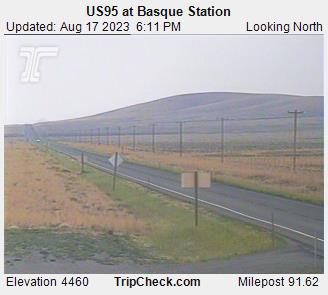 US95 at Basque Station
Updated: Aug 17 2023 6:11 PM Looking North
Elevation 4460 TripCheck.com Milepost 91.62